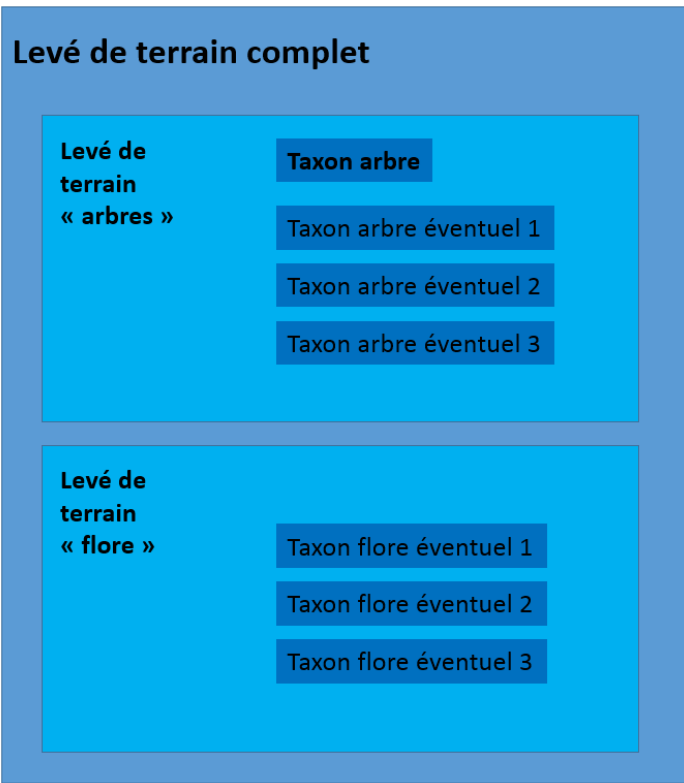 Levé de terrain complet
Levé de
terrain
« arbres »
Taxon arbre
Taxon arbre éventuel 1
Taxon arbre éventuel 2
Taxon arbre éventuel 3
Levé de
terrain
« flore »
Taxon flore éventuel 1
Taxon flore éventuel 2
Taxon flore éventuel 3